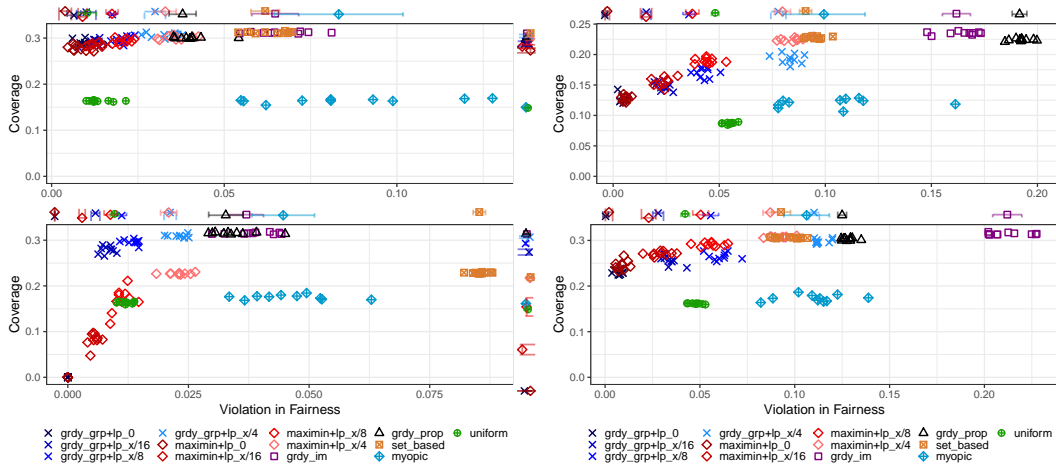 0.3
0.2
0.1
0.0
Coverage
0.00
0.05
0.10
0.25
0.20
0.15
0.10
0.05
0.00
Coverage
0.00
0.05
0.10
0.15
0.20
0.3
0.2
0.1
0.0
Coverage
0.000
0.025
0.050
0.075
Violation in Fairness
0.3
0.2
0.1
0.0
Coverage
0.00
0.05
0.10
0.15
0.20
Violation in Fairness
grdy_grp+lp_0 grdy_grp+lp_x/4 maximin+lp_x/8 grdy_prop uniform
grdy_grp+lp_x/16 maximin+lp_0 maximin+lp_x/4 set_based
grdy_grp+lp_x/8 maximin+lp_x/16 grdy_im myopic
grdy_grp+lp_0 grdy_grp+lp_x/4 maximin+lp_x/8 grdy_prop uniform
grdy_grp+lp_x/16 maximin+lp_0 maximin+lp_x/4 set_based
grdy_grp+lp_x/8 maximin+lp_x/16 grdy_im myopic